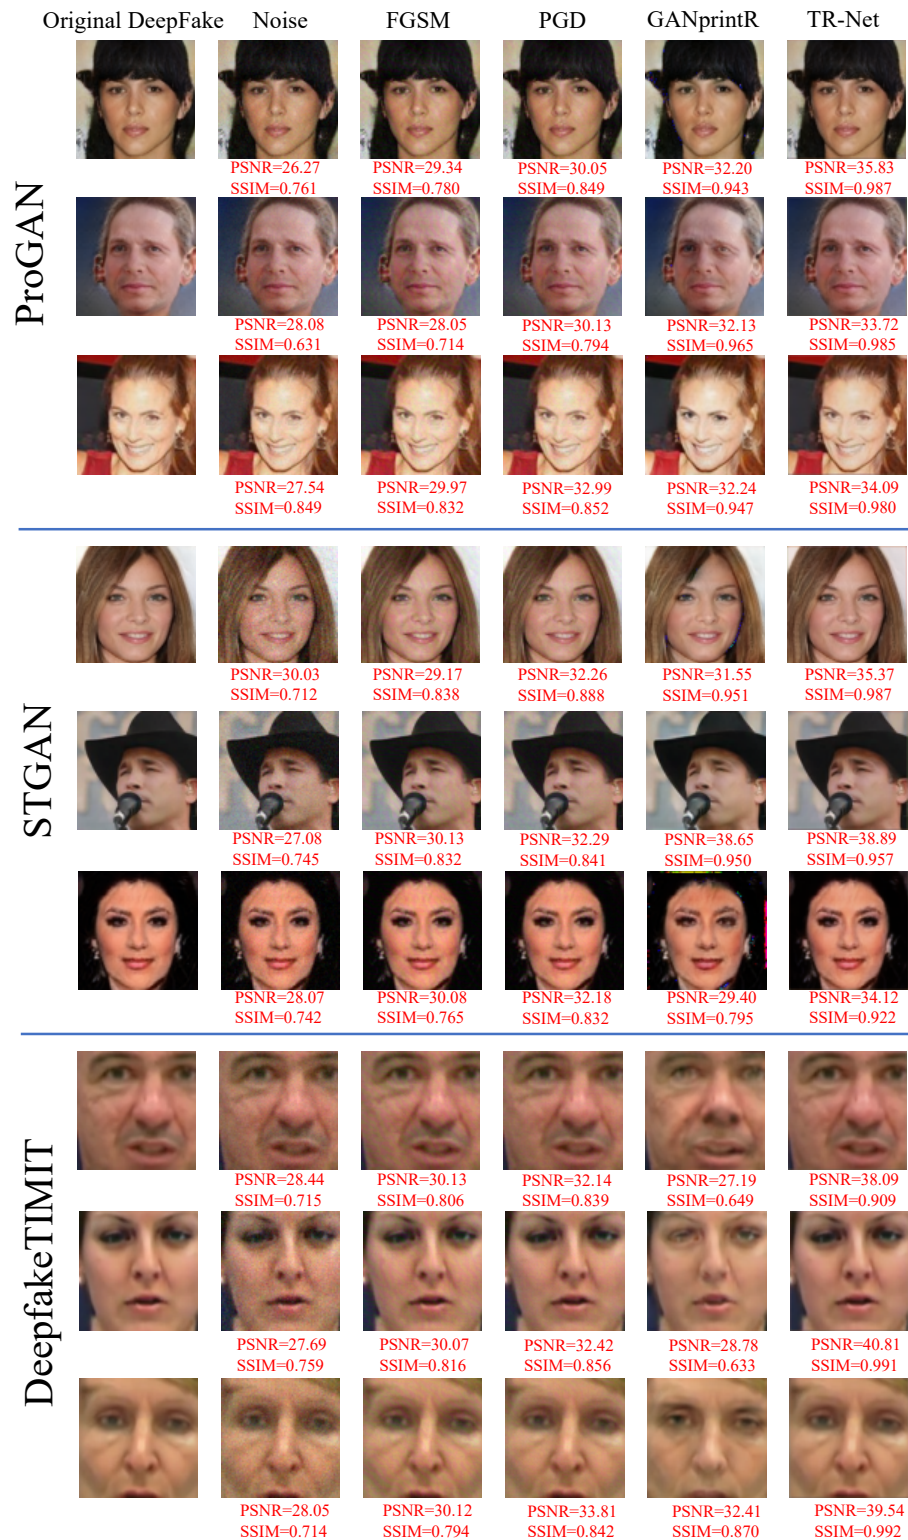 Original DeepFake Noise FGSM PGD GANprintR TR-Net
ProGAN
PSNR=26.27 PSNR=29.34 PSNR=30.05 PSNR=32.20 PSNR=35.83
SSIM=0.761 SSIM=0.780 SSIM=0.849 SSIM=0.943 SSIM=0.987
PSNR=28.08 PSNR=28.05 PSNR=30.13 PSNR=32.13 PSNR=33.72
SSIM=0.631 SSIM=0.714 SSIM=0.794 SSIM=0.965 SSIM=0.985
PSNR=27.54 PSNR=29.97 PSNR=32.99 PSNR=32.24 PSNR=34.09
SSIM=0.849 SSIM=0.832 SSIM=0.852 SSIM=0.947 SSIM=0.980
STGAN
PSNR=30.03 PSNR=29.17 PSNR=32.26 PSNR=31.55 PSNR=35.37
SSIM=0.712 SSIM=0.838 SSIM=0.888 SSIM=0.951 SSIM=0.987
PSNR=27.08 PSNR=30.13 PSNR=32.29 PSNR=38.65 PSNR=38.89
SSIM=0.745 SSIM=0.832 SSIM=0.841 SSIM=0.950 SSIM=0.957
PSNR=28.07 PSNR=30.08 PSNR=32.18 PSNR=29.40 PSNR=34.12
SSIM=0.742 SSIM=0.765 SSIM=0.832 SSIM=0.795 SSIM=0.922
DeepfakeTIMIT
PSNR=28.44 PSNR=30.13 PSNR=32.14 PSNR=27.19 PSNR=38.09
SSIM=0.715 SSIM=0.806 SSIM=0.839 SSIM=0.649 SSIM=0.909
PSNR=27.69 PSNR=30.07 PSNR=32.42 PSNR=28.78 PSNR=40.81
SSIM=0.759 SSIM=0.816 SSIM=0.856 SSIM=0.633 SSIM=0.991
PSNR=28.05 PSNR=30.12 PSNR=33.81 PSNR=32.41 PSNR=39.54
SSIM=0.714 SSIM=0.794 SSIM=0.842 SSIM=0.870 SSIM=0.992